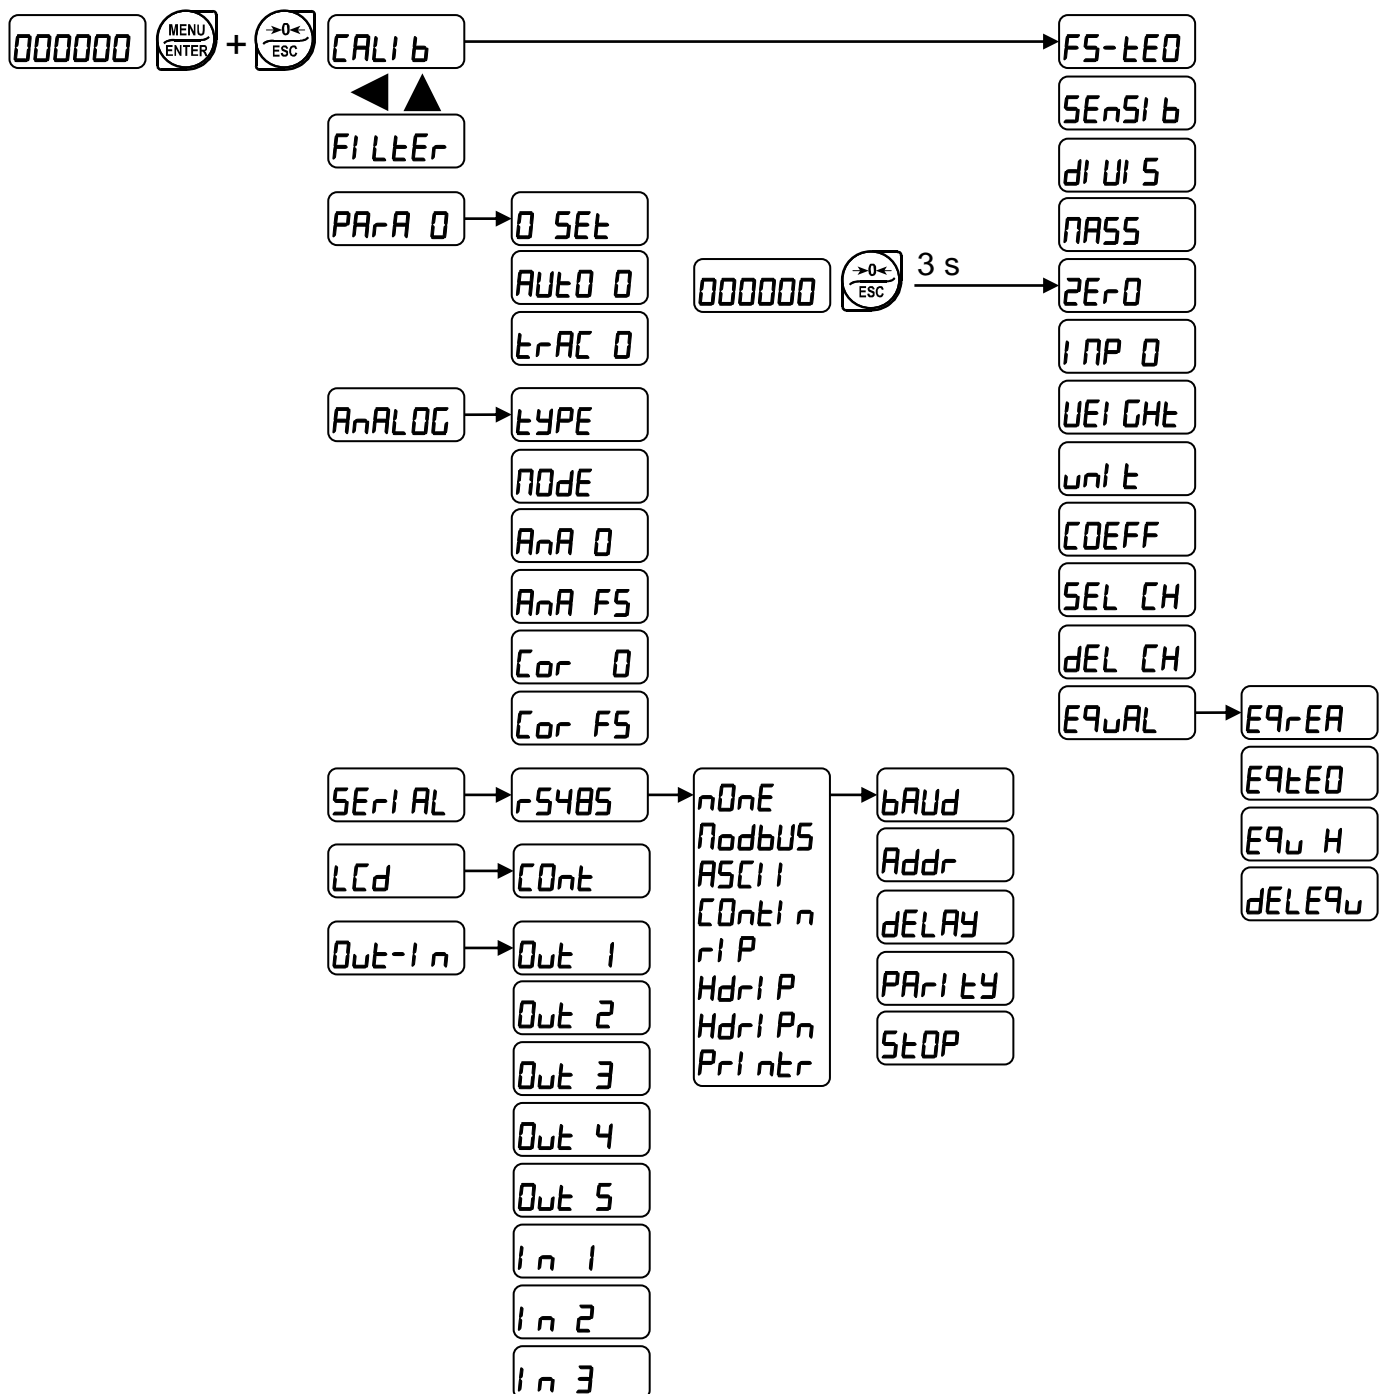 000000
MENU
ENTER
+
→0←
ESC
CALIb
FILtEr
PArA 0
0 SEt
AUtO 0
trAC 0
AnALOG
tYPE
MOdE
AnA 0
AnA FS
Cor 0
Cor FS
SErIAL
rS485
nOnE
ModbUS
ASCII
COntIn
rIP
HdrIP
HdrIPn
PrIntr
bAUd
Addr
dELAY
PArItY
StOP
LCd
COnt
Out-In
Out 1
Out 2
Out 3
Out 4
Out 5
In 1
In 2
In 3
000000
→0←
ESC
3 s
FS-tEO
SEnSIb
dIUIS
MASS
ZErO
IMP 0
UEIGHt
unIt
COEFF
SEL CH
dEL CH
EquAL
EqrEA
EqtEO
Equ H
dELEqu